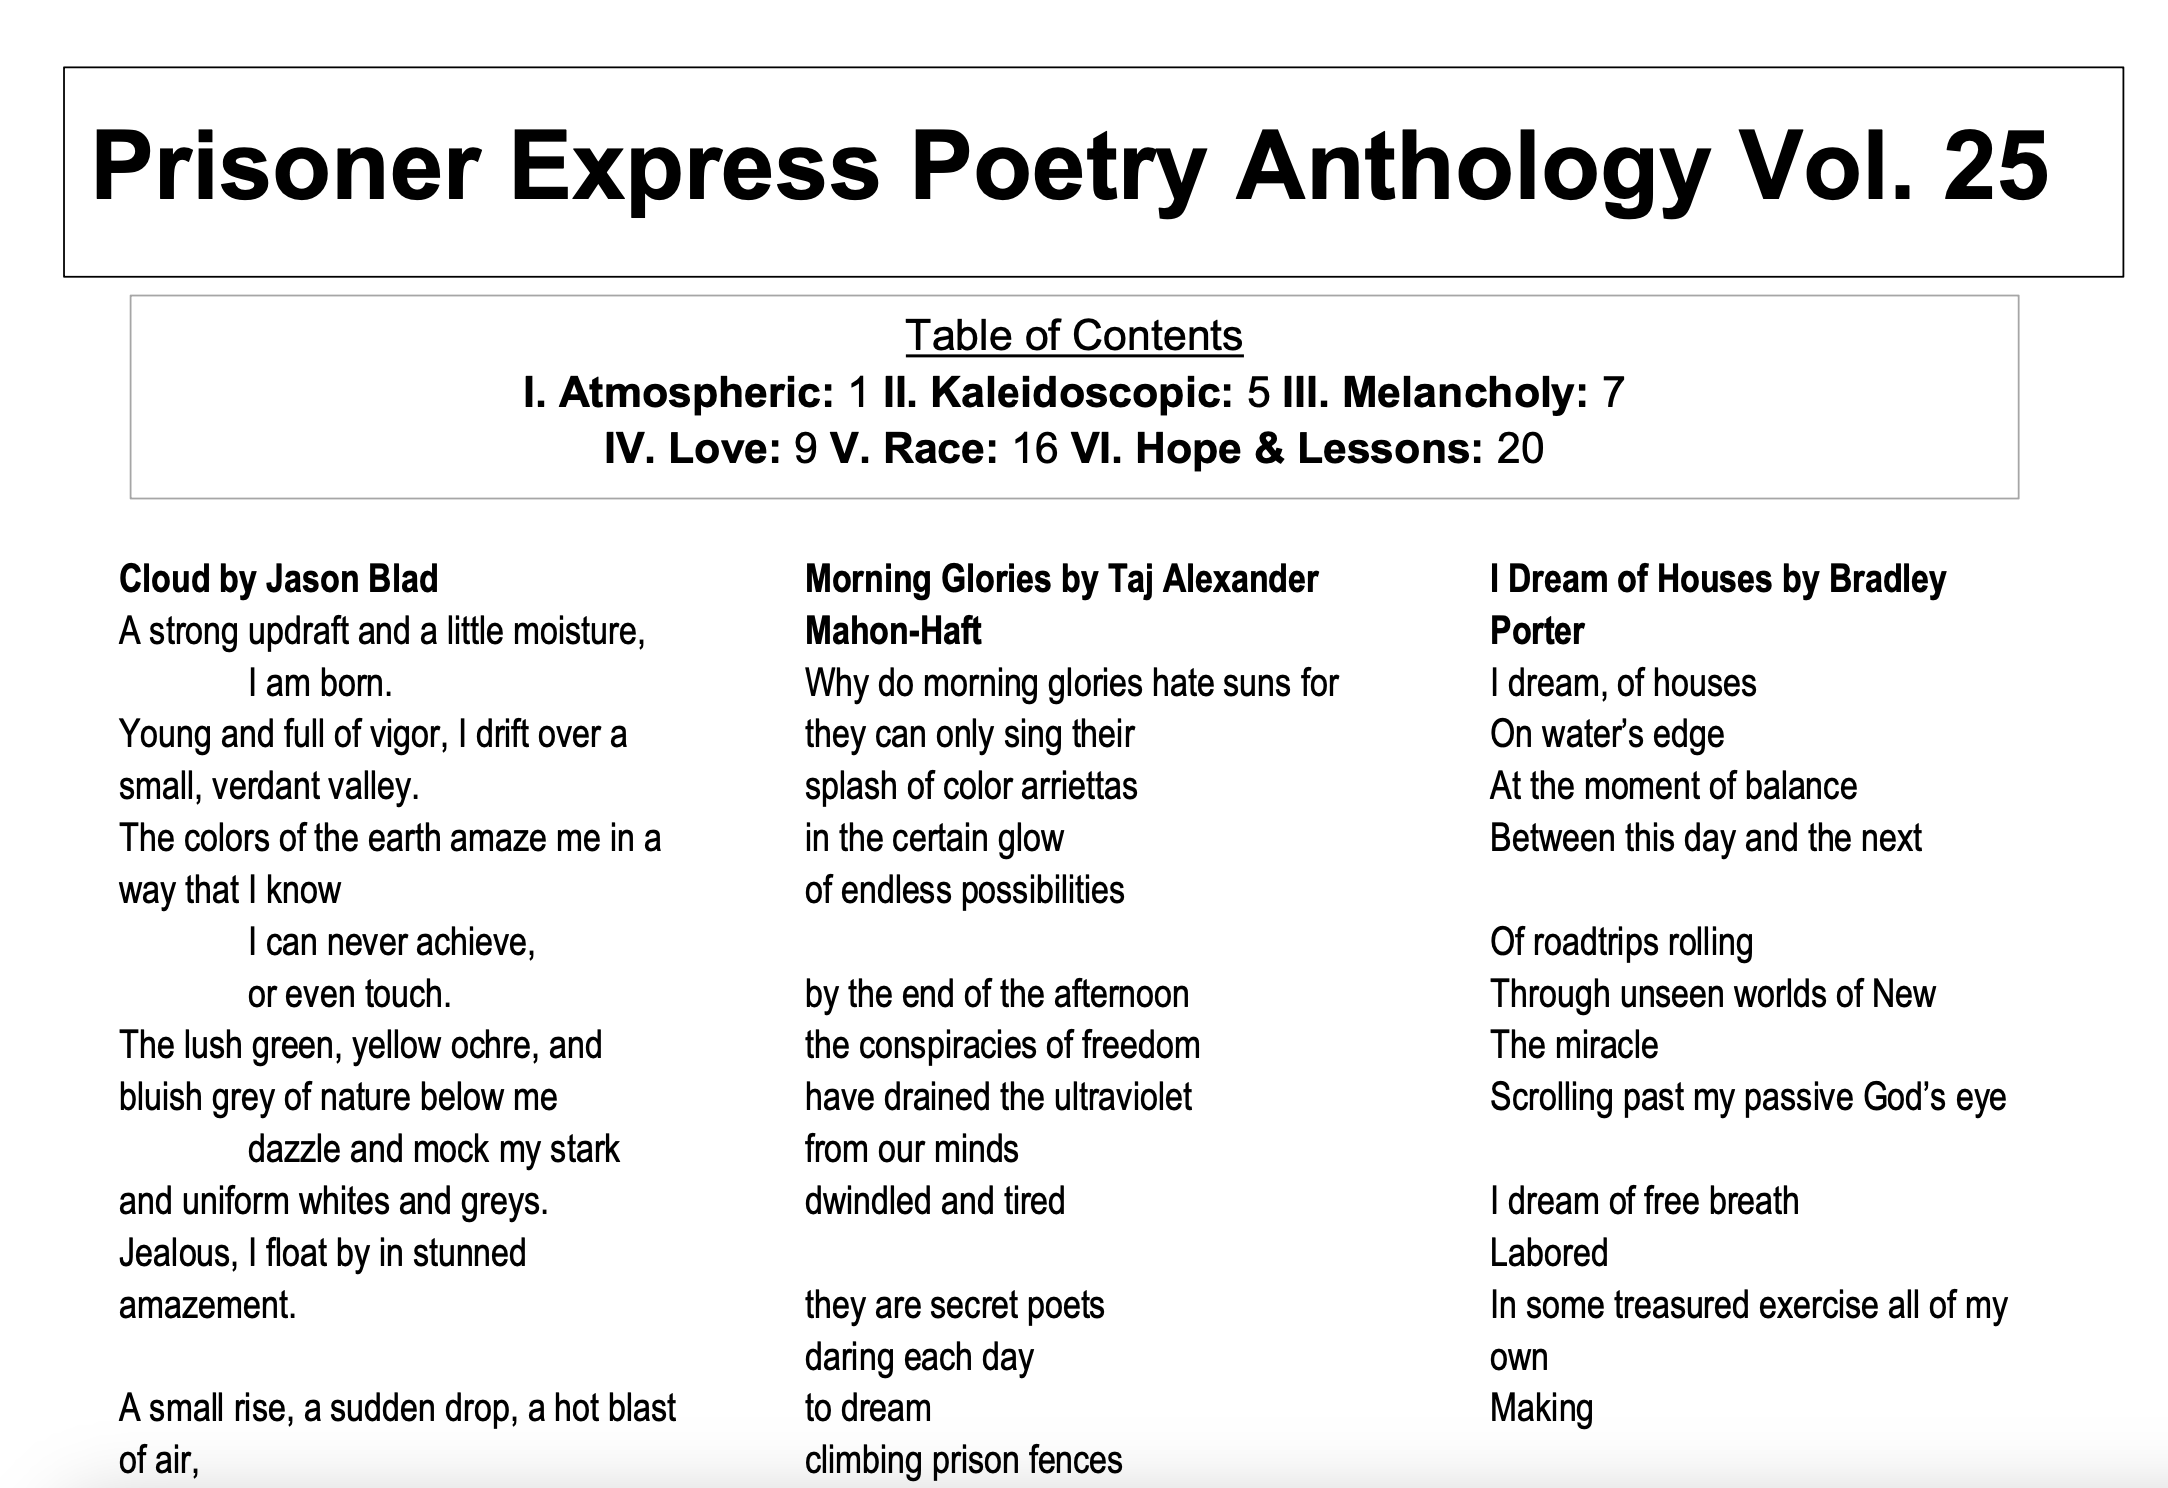 Prisoner Express Poetry Anthology Vol. 25
Table of Contents
I. Atmospheric: 1 II. Kaleidoscopic: 5 III. Melancholy: 7
IV. Love: 9 V. Race: 16 VI. Hope & Lessons: 20
Cloud by Jason Blad
A strong updraft and a little moisture,
I am born.
Young and full of vigor, I drift over a
small, verdant valley.
The colors of the earth amaze me in a
way that I know
I can never achieve,
or even touch.
The lush green, yellow ochre, and
bluish grey of nature below me
dazzle and mock my stark
and uniform whites and greys.
Jealous, I float by in stunned
amazement.
A small rise, a sudden drop, a hot blast
of air,
Morning Glories by Taj Alexander
Mahon-Haft
Why do morning glories hate suns for
they can only sing their
splash of color arriettas
in the certain glow
of endless possibilities
by the end of the afternoon
the conspiracies of freedom
have drained the ultraviolet
from our minds
dwindled and tired
they are secret poets
daring each day
to dream
climbing prison fences
I Dream of Houses by Bradley
Porter
I dream, of houses
On water’s edge
At the moment of balance
Between this day and the next
Of roadtrips rolling
Through unseen worlds of New
The miracle
Scrolling past my passive God’s eye
I dream of free breath
Labored
In some treasured exercise all of my
own
Making